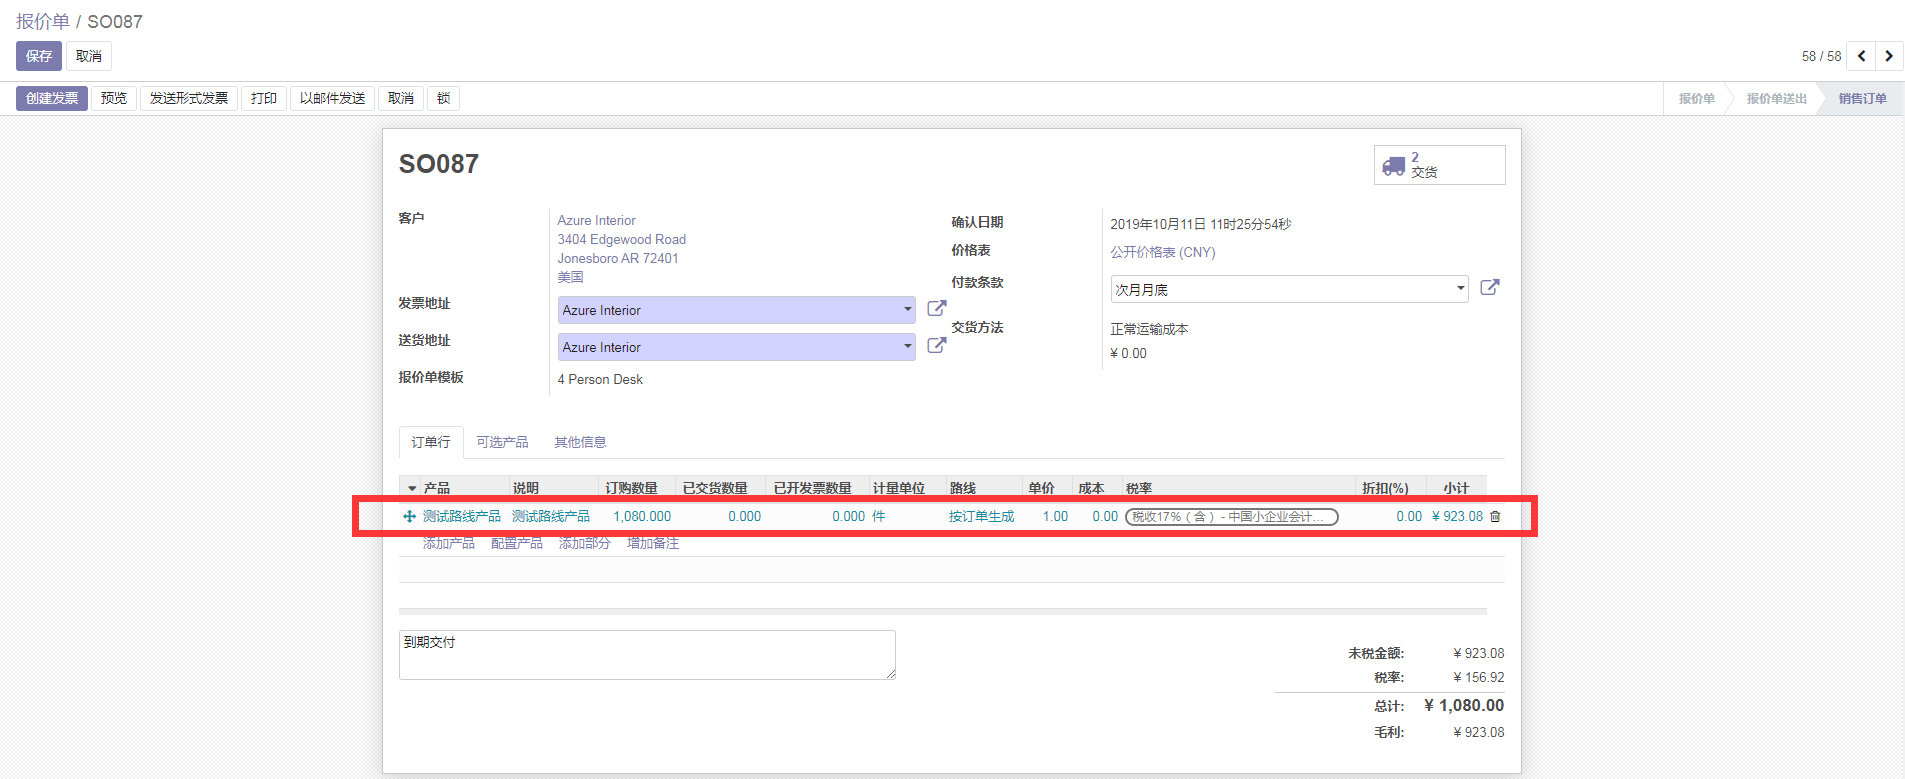 报价单 / SO087
保存 取消 58 / 58
创建发票 预览 发送形式发票 打印 以邮件发送 取消 锁 报价单 报价单送出 销售订单
SO087
2
交货
客户
Azure Interior
3404 Edgewood Road
Jonesboro AR 72401
美国
发票地址 Azure Interior
送货地址 Azure Interior
报价单模板 4 Person Desk
确认日期 2019年10月11日 11时25分54秒
价格表 公开价格表 (CNY)
付款条款 次月月底
交货方法 正常运输成本
¥ 0.00
订单行 可选产品 其他信息
产品 说明 订购数量 已交货数量 已开发票数量 计量单位 路线 单价 成本 税率 折扣(%) 小计
测试路线产品 测试路线产品 1,080.000 0.000 0.000 件 按订单生成 1.00 0.00 税收17%（含） - 中国小企业会计... 0.00 ¥ 923.08
添加产品 配置产品 添加部分 增加备注
到期交付
未税金额: ¥ 923.08
税率: ¥ 156.92
总计: ¥ 1,080.00
毛利: ¥ 923.08